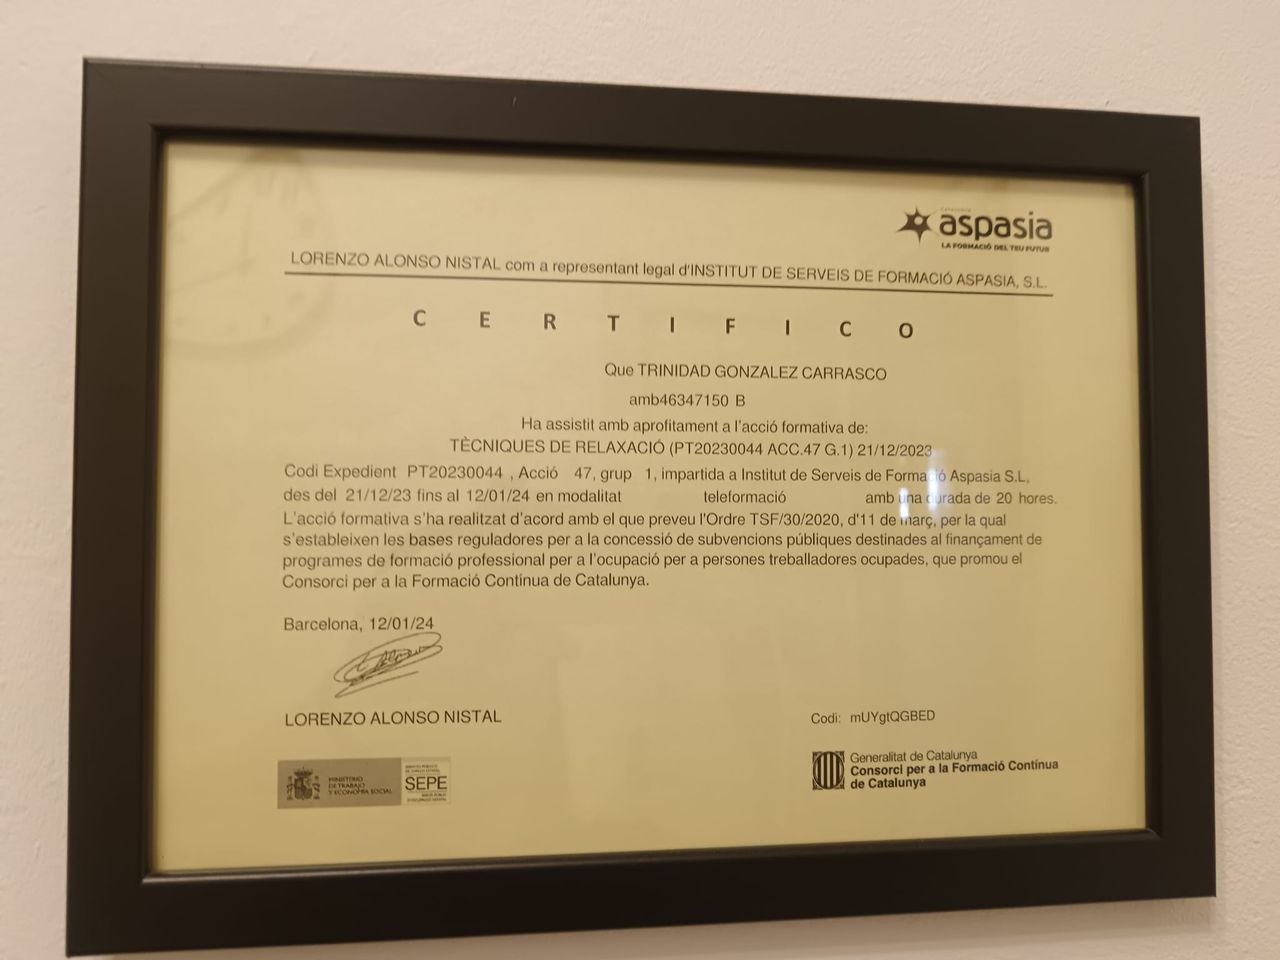 aspasia
LA FORMACIÓ DEL TEU FUTUR
LORENZO ALONSO NISTAL com a representant legal d'INSTITUT DE SERVEIS DE FORMACIÓ ASPASIA, S.L.
C E R T I F I C O
Que TRINIDAD GONZALEZ CARRASCO
amb46347150 B
Ha assistit amb aprofitament a l'acció formativa de:
TÈCNIQUES DE RELAXACIÓ (PT20230044 ACC.47 G.1) 21/12/2023
Codi Expedient PT20230044 , Acció 47, grup 1, impartida a Institut de Serveis de Formació Aspasia S.L,
des del 21/12/23 fins al 12/01/24 en modalitat teleformació amb una durada de 20 hores.
L'acció formativa s'ha realitzat d'acord amb el que preveu l'Ordre TSF/30/2020, d'11 de març, per la qual
s'estableixen les bases reguladores per a la concessió de subvencions públiques destinades al finançament de
programes de formació professional per a l'ocupació per a persones treballadores ocupades, que promou el
Consorci per a la Formació Contínua de Catalunya.
Barcelona, 12/01/24
LORENZO ALONSO NISTAL
Codi: mUYgtQGBED
MINISTERIO
DE TRABAJO
Y ECONOMÍA SOCIAL
SEPE
Generalitat de Catalunya
Consorci per a la Formació Contínua
de Catalunya